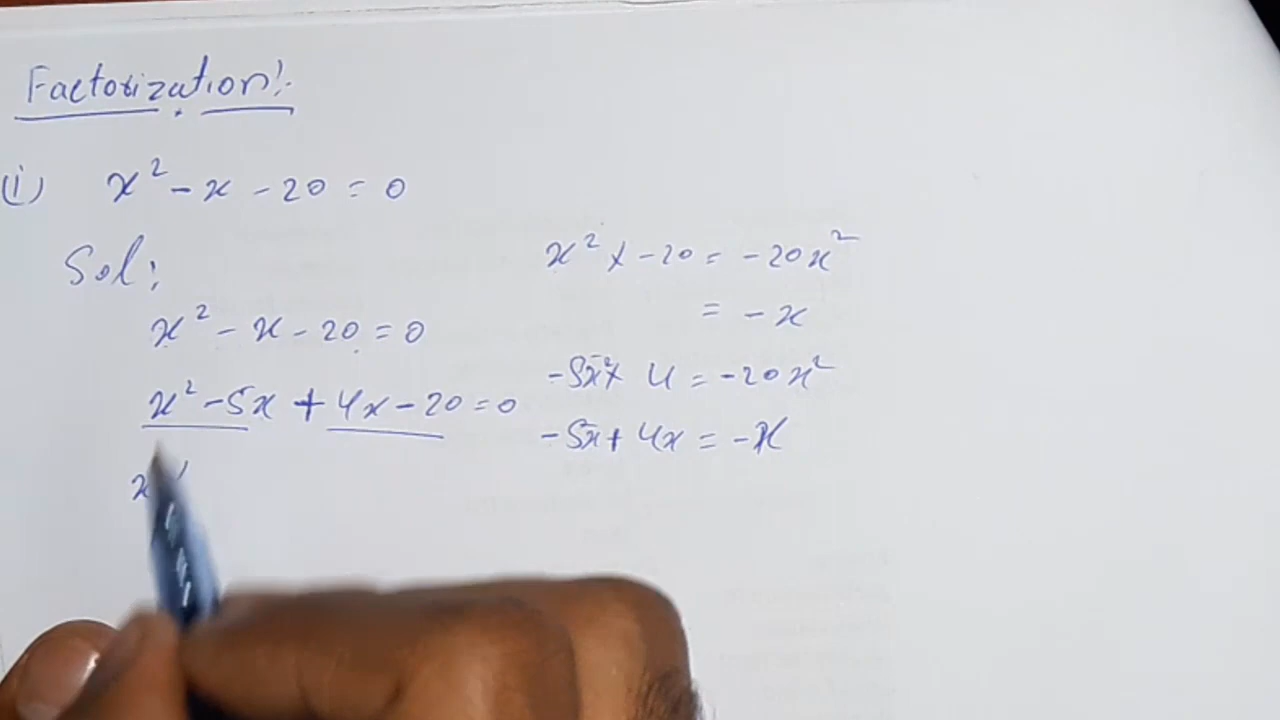 Factorization:-
(i) x² - x - 20 = 0
Sol:
x² - x - 20 = 0
x² - 5x + 4x - 20 = 0
x² × -20 = -20x²
= -x
-5x² × 4 = -20x²
-5x + 4x = -x
x(